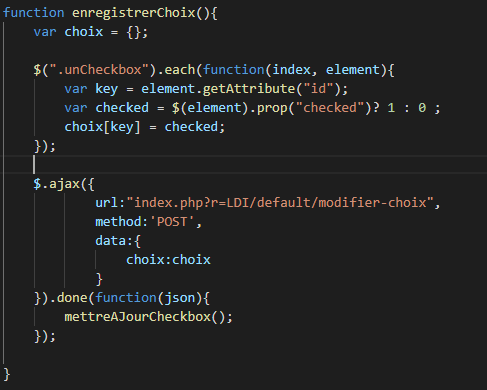 function enregistrerChoix(){
var choix = {};
$(".unCheckbox").each(function(index, element){
var key = element.getAttribute("id");
var checked = $(element).prop("checked")? 1 : 0 ;
choix[key] = checked;
});
$.ajax({
url:"index.php?r=LDI/default/modifier-choix",
method:'POST',
data:{
choix:choix
}
}).done(function(json){
mettreAJourCheckbox();
});
}